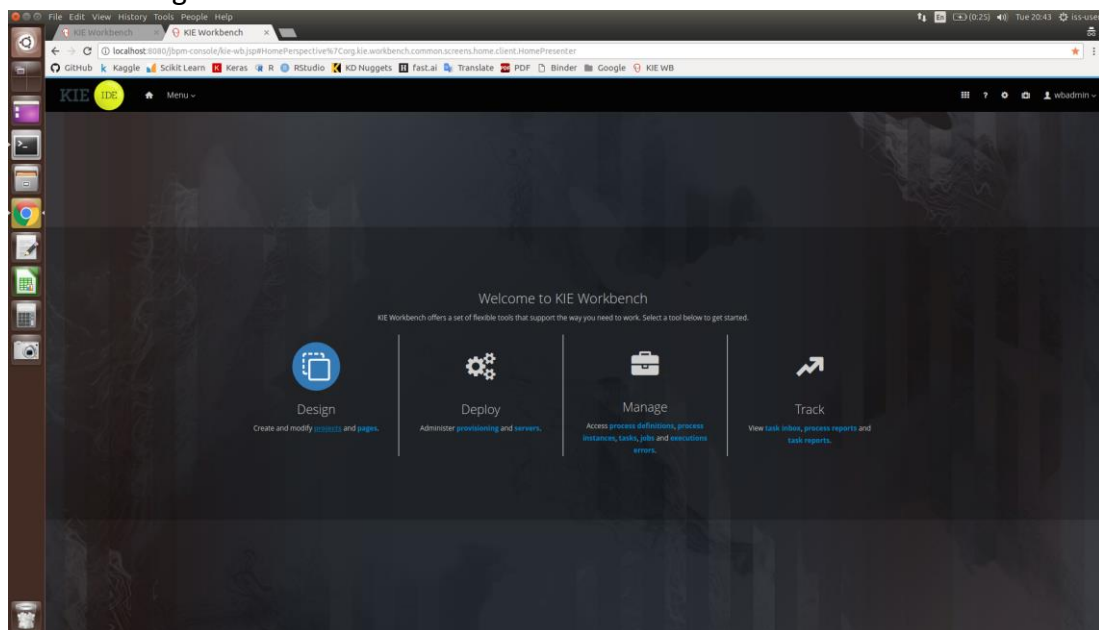 File Edit View History Tools People Help
En (0:25) Tue 20:43 iss-user
KIE Workbench × KIE Workbench ×
localhost:8080/jbpm-console/kie-wb.jsp#HomePerspective%7Corg.kie.workbench.common.screens.home.client.HomePresenter
GitHub k Kaggle Scikit Learn K Keras R RStudio KD Nuggets fast.ai Translate PDF Binder Google KIE WB
KIE IDE Menu ? wbadmin
Welcome to KIE Workbench
KIE Workbench offers a set of flexible tools that support the way you need to work. Select a tool below to get started.
Design
Create and modify projects and pages.
Deploy
Administer provisioning and servers.
Manage
Access process definitions, process
instances, tasks, jobs and executions
errors.
Track
View task inbox, process reports and
task reports.